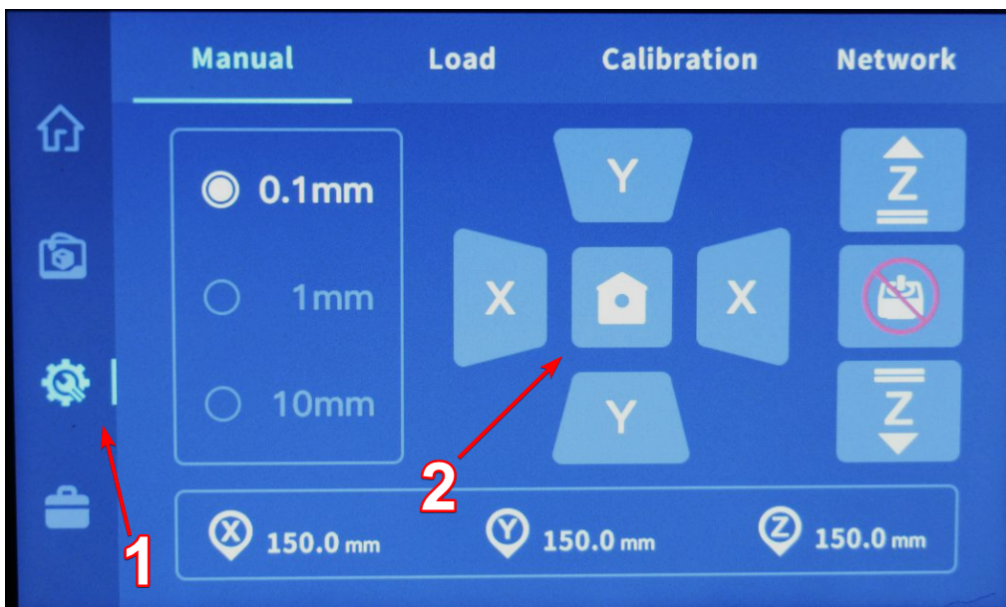 Manual Load Calibration Network
0.1mm
1mm
10mm
Y
X X
Y
Z
Z
X 150.0 mm Y 150.0 mm Z 150.0 mm
1
2